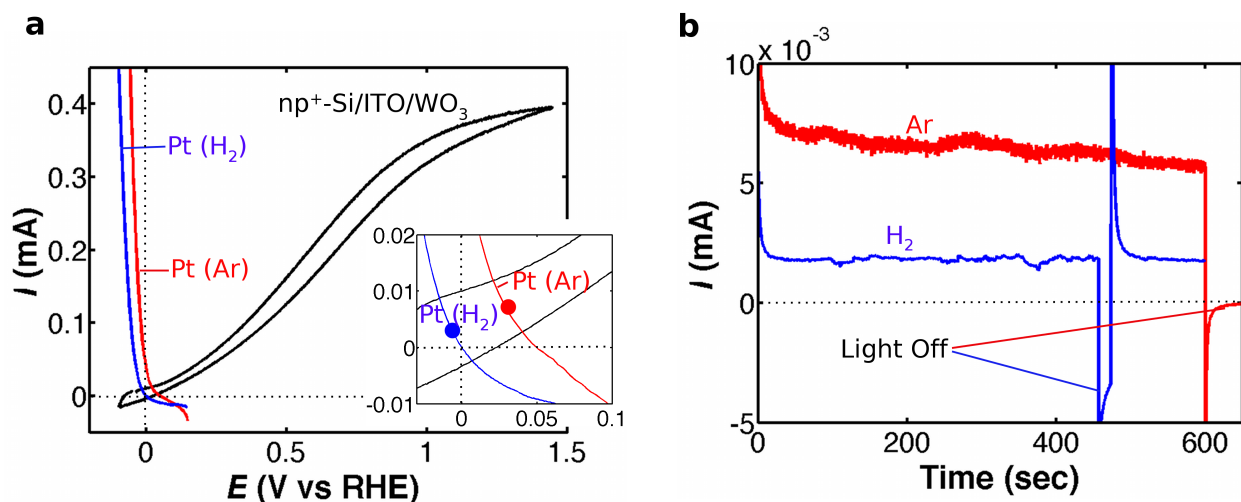 a
np⁺-Si/ITO/WO₃
Pt (H₂)
Pt (Ar)
I (mA)
0.4
0.3
0.2
0.1
0
0 0.5 1 1.5
E (V vs RHE)
0.02
0.01
0
-0.01
0 0.05 0.1
Pt (Ar)
Pt (H₂)
b
10 x 10⁻³
5
0
-5
I (mA)
Ar
H₂
Light Off
0 200 400 600
Time (sec)